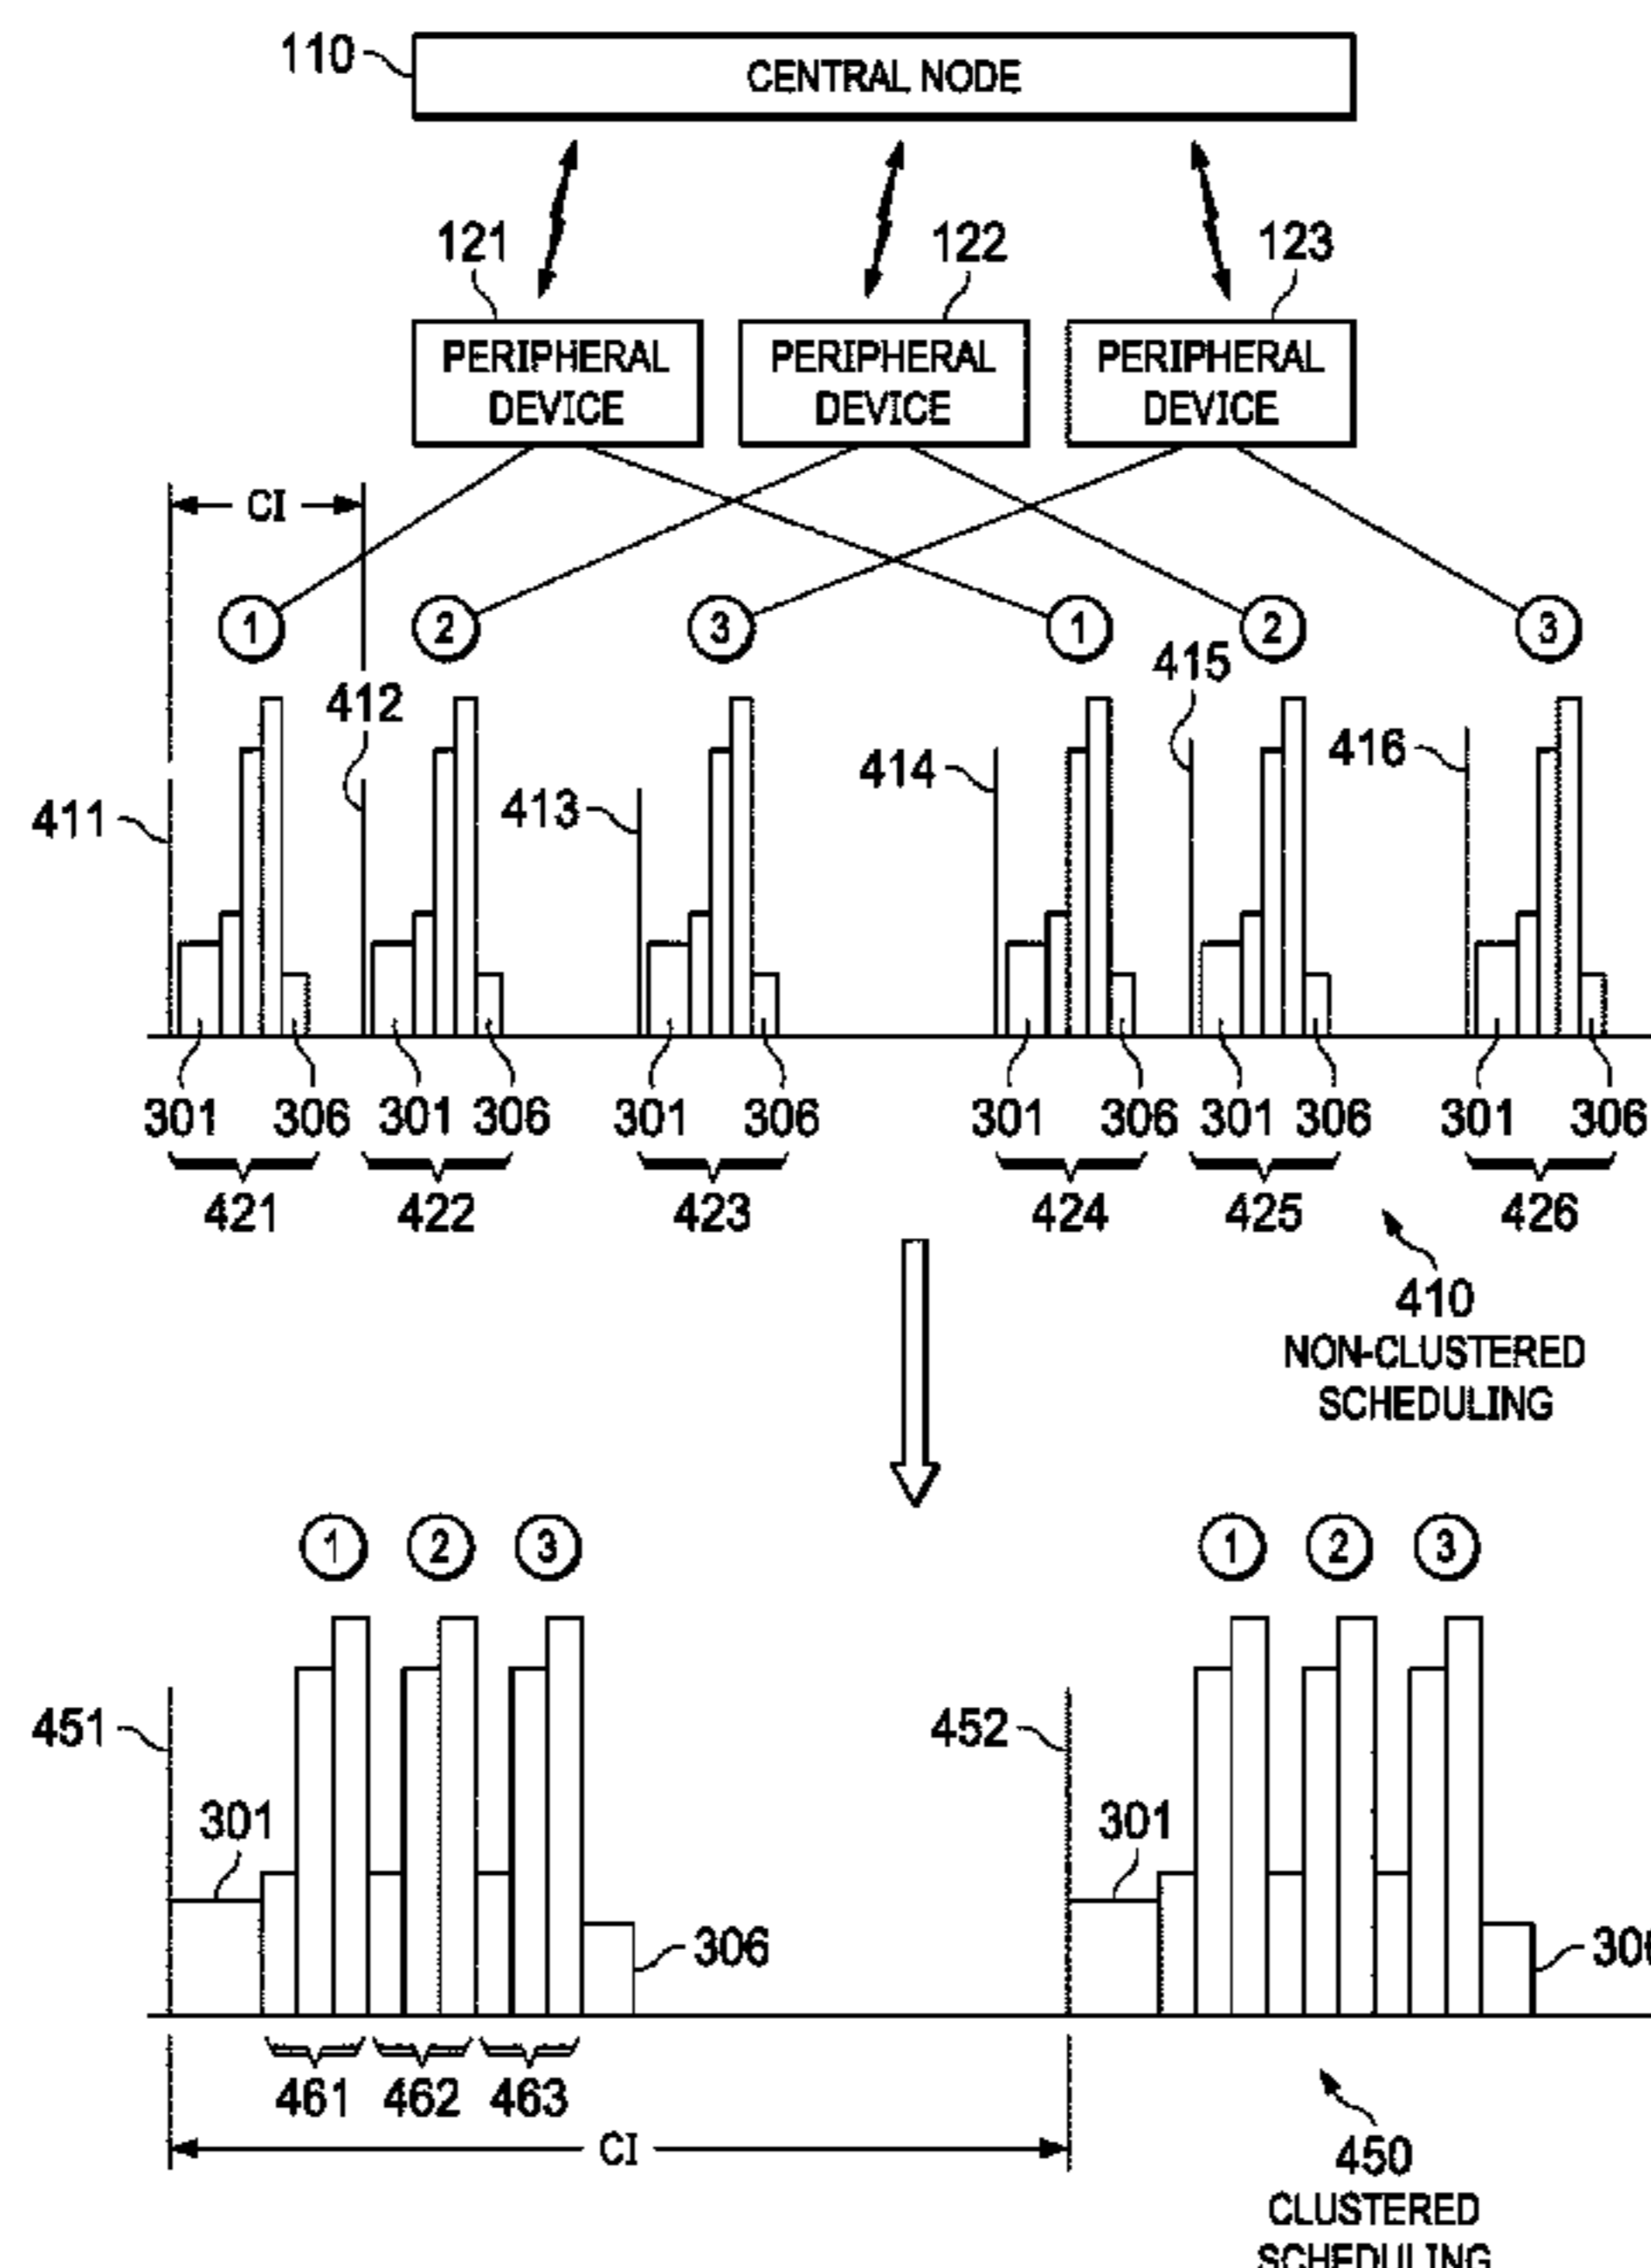 110
CENTRAL NODE
121
122
123
PERIPHERAL DEVICE
PERIPHERAL DEVICE
PERIPHERAL DEVICE
CI
1
2
3
1
2
3
411
412
413
414
415
416
301 306 301 306 301 306 301 306 301 306 301 306
421 422 423 424 425 426
410
NON-CLUSTERED
SCHEDULING
1 2 3 1 2 3
451
452
301
301
306
461 462 463
CI
450
CLUSTERED
SCHEDULING